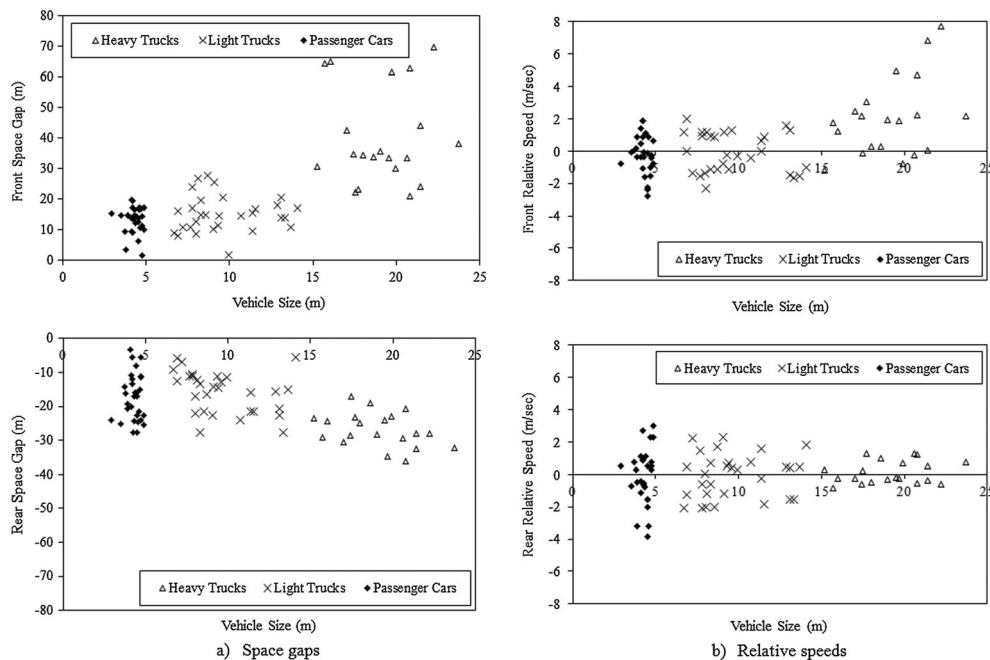 80
70
60
50
40
30
20
10
0
Front Space Gap (m)
Heavy Trucks Light Trucks Passenger Cars
0 5 10 15 20 25
Vehicle Size (m)
8
6
4
2
0
-2
-4
-6
-8
Front Relative Speed (m/sec)
0 5 10 15 20 25
Heavy Trucks Light Trucks Passenger Cars
Vehicle Size (m)
0
-10
-20
-30
-40
-50
-60
-70
-80
Rear Space Gap (m)
0 5 10 15 20 25
Heavy Trucks Light Trucks Passenger Cars
Vehicle Size (m)
a) Space gaps
8
6
4
2
0
-2
-4
-6
-8
Rear Relative Speed (m/sec)
Heavy Trucks Light Trucks Passenger Cars
0 5 10 15 20 25
Vehicle Size (m)
b) Relative speeds